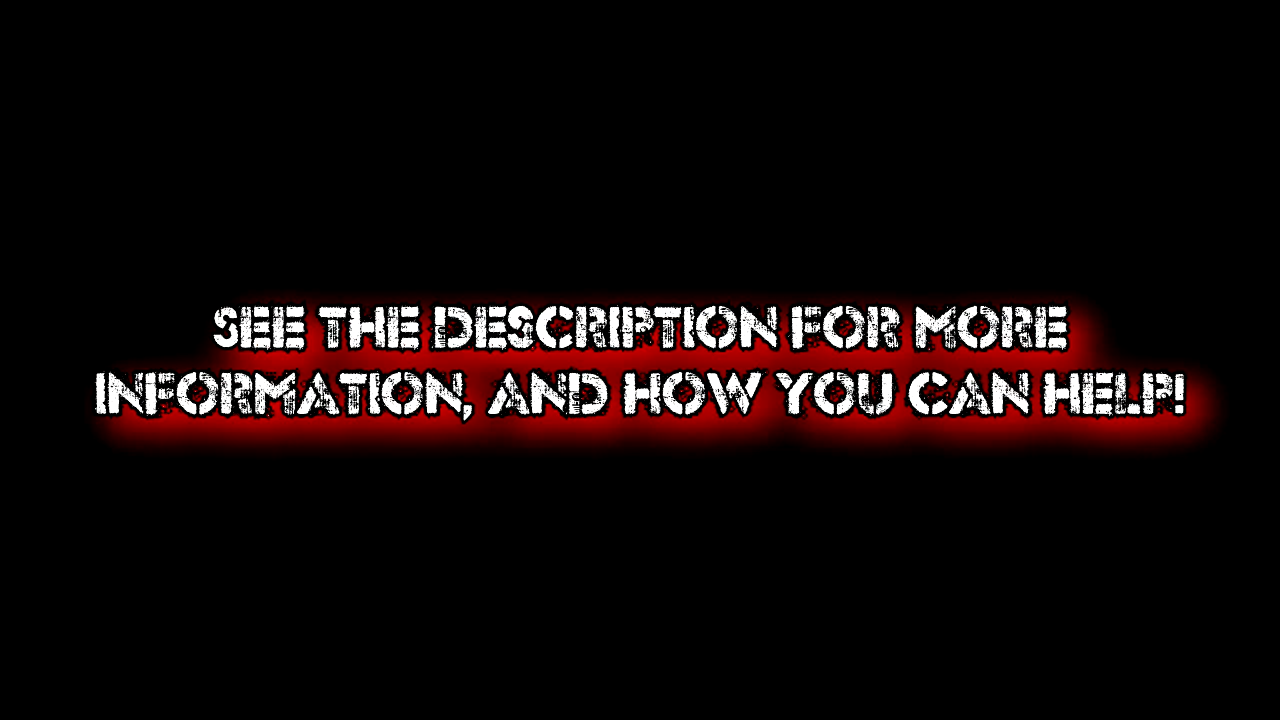 SEE THE DESCRIPTION FOR MORE
INFORMATION, AND HOW YOU CAN HELP!